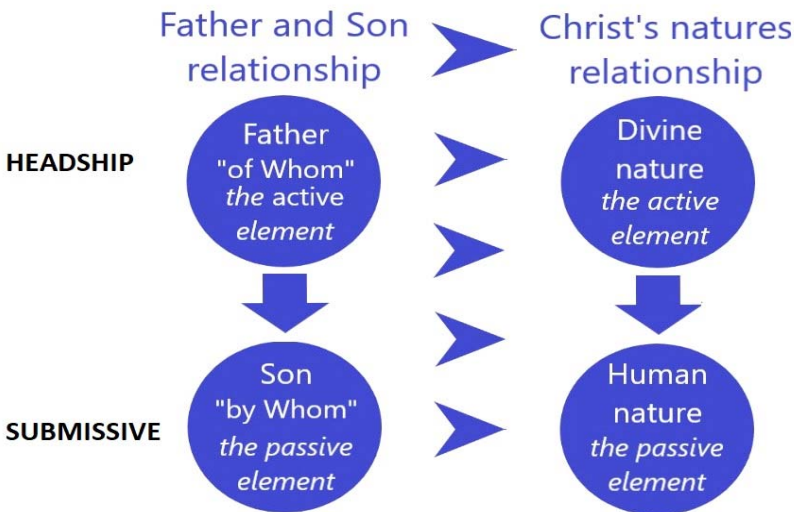 Father and Son
relationship
Christ's natures
relationship
HEADSHIP
Father
"of Whom"
the active
element
Divine
nature
the active
element
SUBMISSIVE
Son
"by Whom"
the passive
element
Human
nature
the passive
element